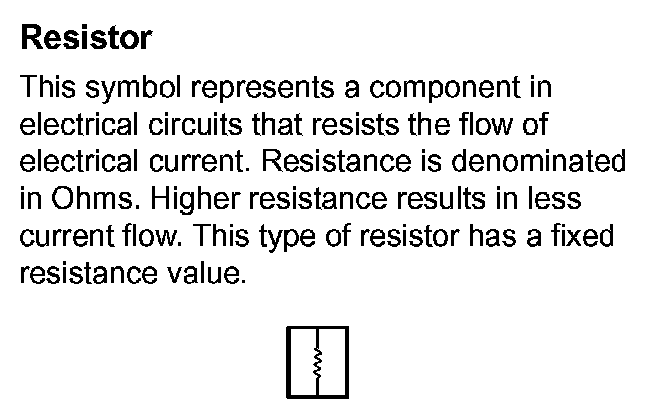 Resistor
This symbol represents a component in
electrical circuits that resists the flow of
electrical current. Resistance is denominated
in Ohms. Higher resistance results in less
current flow. This type of resistor has a fixed
resistance value.